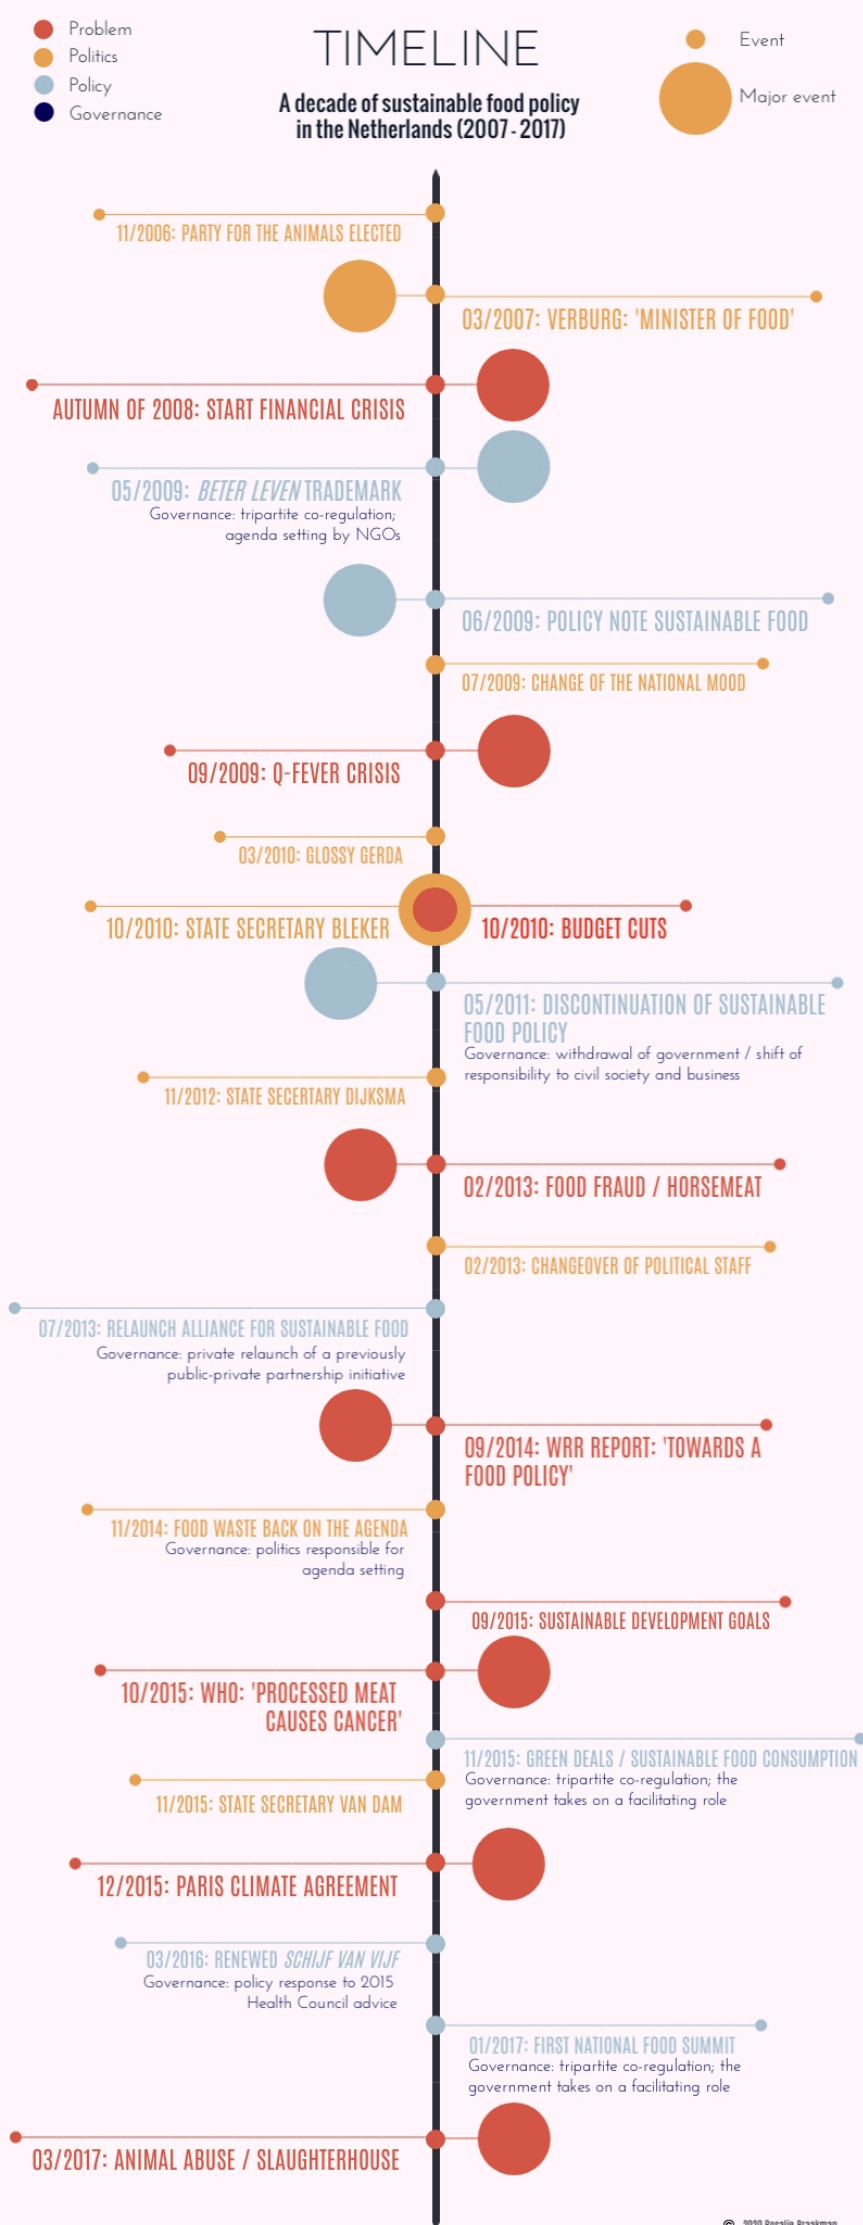 Problem
Politics
Policy
Governance
TIMELINE
A decade of sustainable food policy
in the Netherlands (2007 - 2017)
Event
Major event
11/2006: PARTY FOR THE ANIMALS ELECTED
03/2007: VERBURG: 'MINISTER OF FOOD'
AUTUMN OF 2008: START FINANCIAL CRISIS
05/2009: BETER LEVEN TRADEMARK
Governance: tripartite co-regulation;
agenda setting by NGOs
06/2009: POLICY NOTE SUSTAINABLE FOOD
07/2009: CHANGE OF THE NATIONAL MOOD
09/2009: Q-FEVER CRISIS
03/2010: GLOSSY GERDA
10/2010: STATE SECRETARY BLEKER
10/2010: BUDGET CUTS
05/2011: DISCONTINUATION OF SUSTAINABLE
FOOD POLICY
Governance: withdrawal of government / shift of
responsibility to civil society and business
11/2012: STATE SECERTARY DIJKSMA
02/2013: FOOD FRAUD / HORSEMEAT
02/2013: CHANGEOVER OF POLITICAL STAFF
07/2013: RELAUNCH ALLIANCE FOR SUSTAINABLE FOOD
Governance: private relaunch of a previously
public-private partnership initiative
09/2014: WRR REPORT: 'TOWARDS A
FOOD POLICY'
11/2014: FOOD WASTE BACK ON THE AGENDA
Governance: politics responsible for
agenda setting
09/2015: SUSTAINABLE DEVELOPMENT GOALS
10/2015: WHO: 'PROCESSED MEAT
CAUSES CANCER'
11/2015: GREEN DEALS / SUSTAINABLE FOOD CONSUMPTION
Governance: tripartite co-regulation; the
government takes on a facilitating role
11/2015: STATE SECRETARY VAN DAM
12/2015: PARIS CLIMATE AGREEMENT
03/2016: RENEWED SCHIJF VAN VIJF
Governance: policy response to 2015
Health Council advice
01/2017: FIRST NATIONAL FOOD SUMMIT
Governance: tripartite co-regulation; the
government takes on a facilitating role
03/2017: ANIMAL ABUSE / SLAUGHTERHOUSE